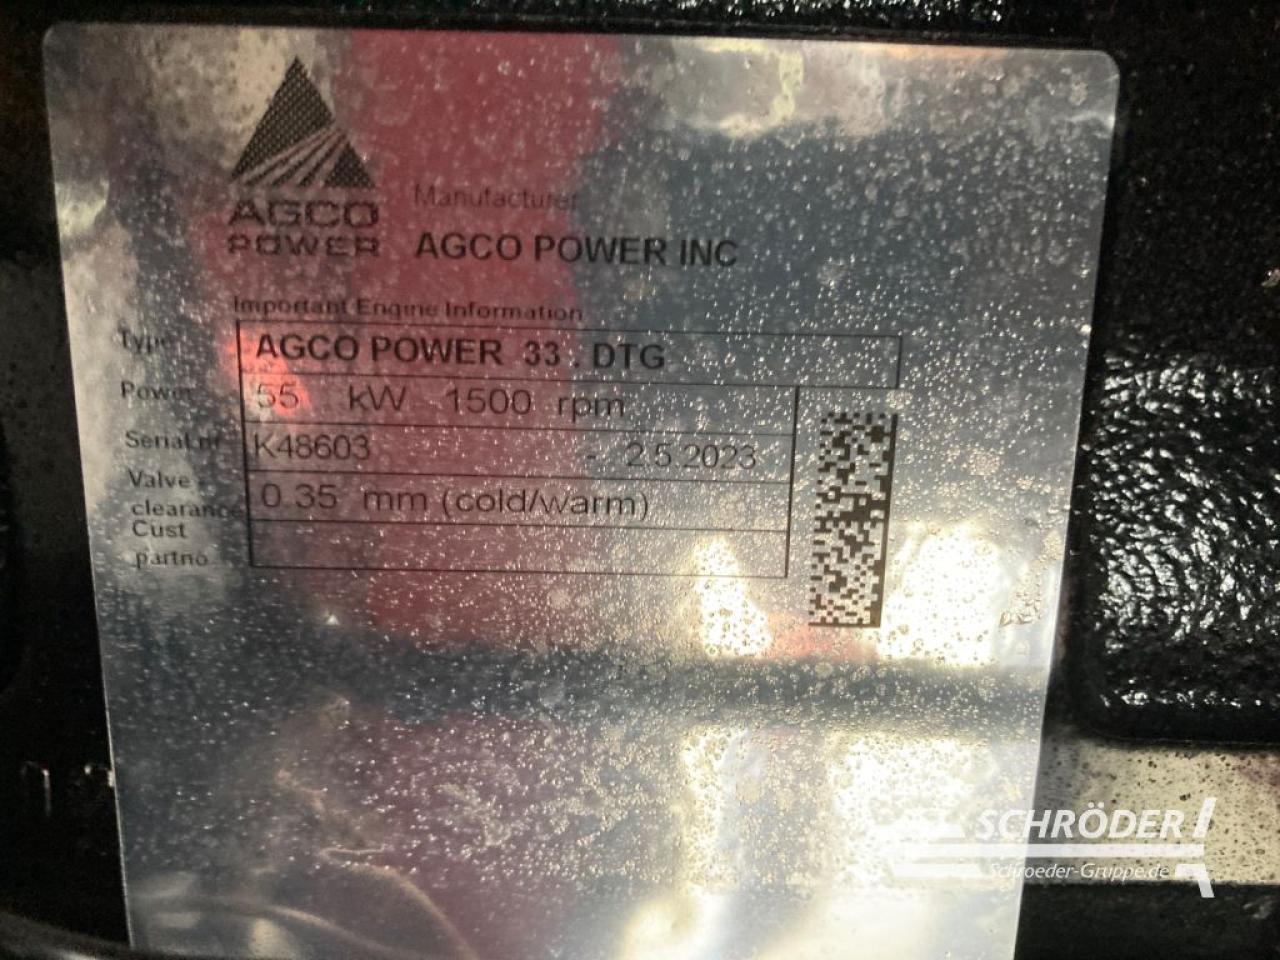 AGCO
POWER
Manufacturer
AGCO POWER INC
Important Engine Information
Type AGCO POWER 33 . DTG
Power 55 kW 1500 rpm
Serial nr K48603 - 2.5.2023
Valve
clearance 0.35 mm (cold/warm)
Cust
partno
SCHRÖDER
Schroeder-Gruppe.de